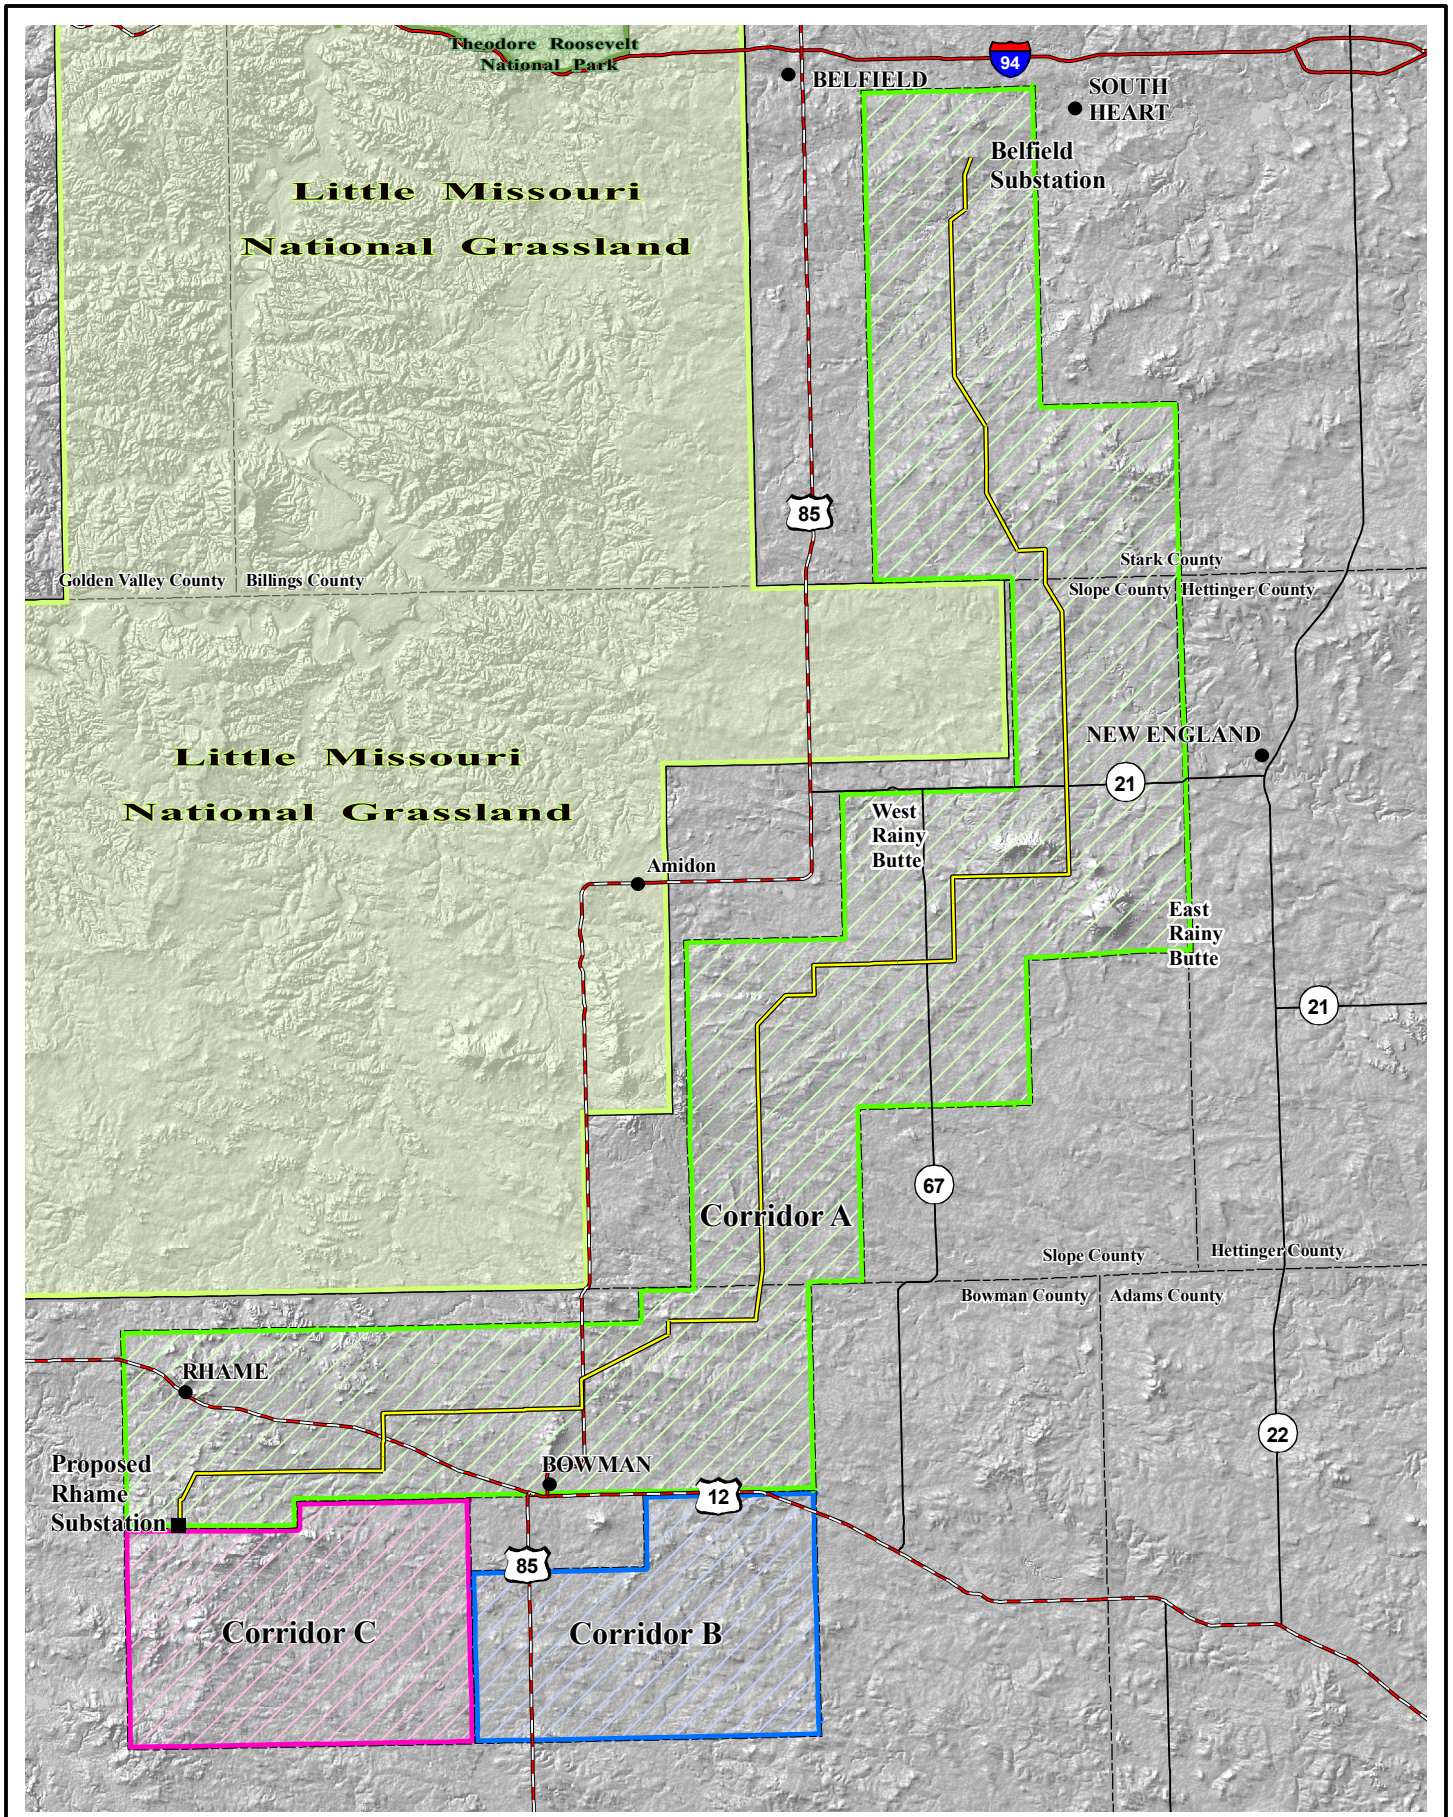 Theodore Roosevelt
National Park
94
BELFIELD
SOUTH
HEART
Belfield
Substation
Little Missouri
National Grassland
85
Stark County
Golden Valley County
Billings County
Slope County
Hettinger County
NEW ENGLAND
Little Missouri
National Grassland
21
West
Rainy
Butte
Amidon
East
Rainy
Butte
21
67
Corridor A
Slope County
Hettinger County
Bowman County
Adams County
RHAME
22
Proposed
Rhame
Substation
BOWMAN
12
85
Corridor C
Corridor B